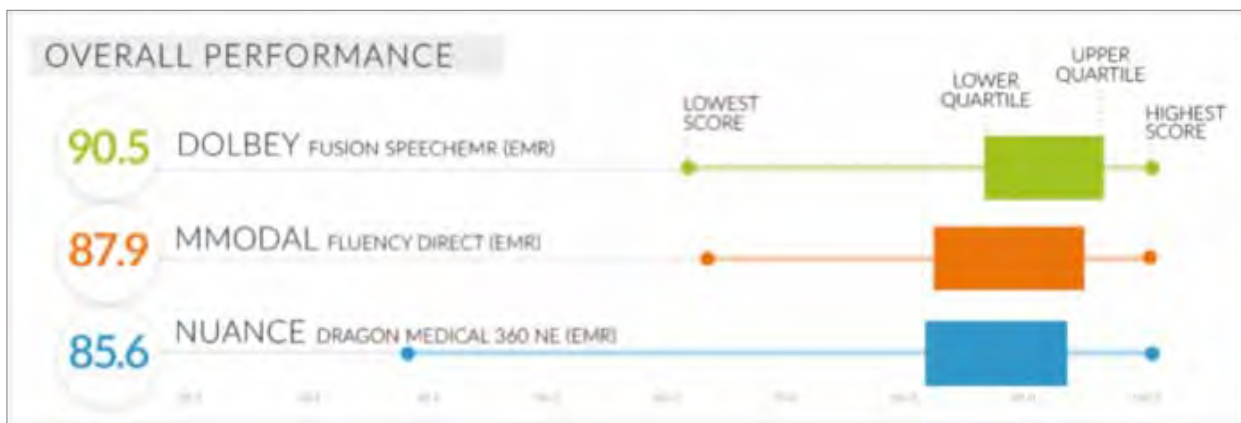 OVERALL PERFORMANCE
UPPER
QUARTILE
LOWER
QUARTILE
LOWEST
SCORE
HIGHEST
SCORE
90.5 DOLBEY FUSION SPEECHEMR (EMR)
87.9 MMODAL FLUENCY DIRECT (EMR)
85.6 NUANCE DRAGON MEDICAL 360 NE (EMR)